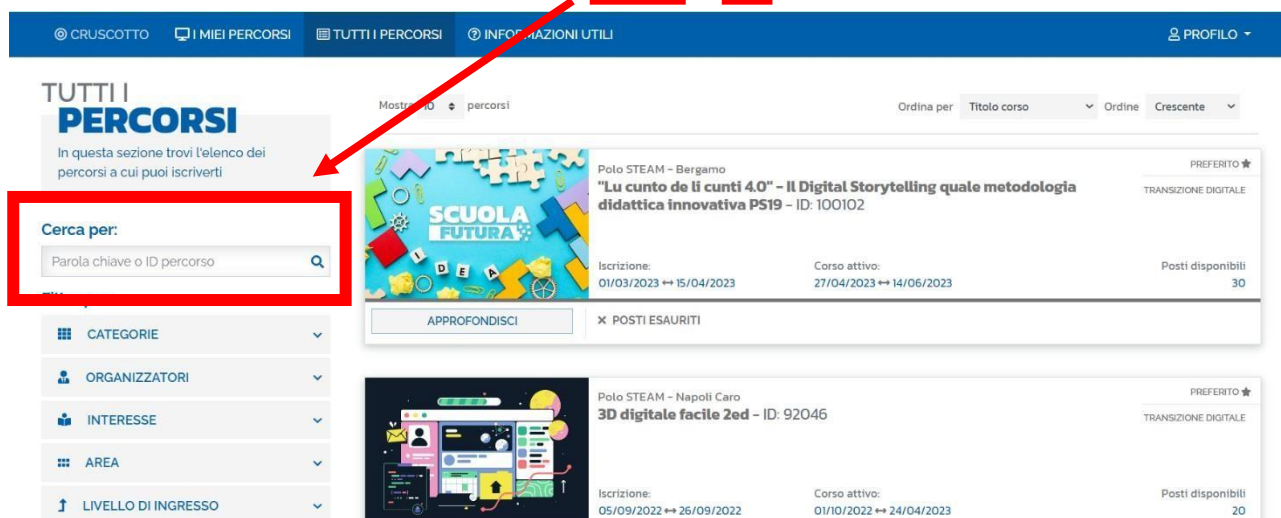 CRUSCOTTO
I MIEI PERCORSI
TUTTI I PERCORSI
INFORMAZIONI UTILI
PROFILO
TUTTI I
PERCORSI
In questa sezione trovi l'elenco dei
percorsi a cui puoi iscriverti
Cerca per:
Parola chiave o ID percorso
CATEGORIE
ORGANIZZATORI
INTERESSE
AREA
LIVELLO DI INGRESSO
Mostra 10 percorsi
Ordina per Titolo corso Ordine Crescente
SCUOLA
FUTURA
IDEA
Polo STEAM - Bergamo
"Lu cunto de li cunti 4.0" - Il Digital Storytelling quale metodologia
didattica innovativa PS19 - ID: 100102
PREFERITO
TRANSIZIONE DIGITALE
Iscrizione: Corso attivo: Posti disponibili
01/03/2023 ↔ 15/04/2023 27/04/2023 ↔ 14/06/2023 30
APPROFONDISCI × POSTI ESAURITI
Polo STEAM - Napoli Caro
3D digitale facile 2ed - ID: 92046
PREFERITO
TRANSIZIONE DIGITALE
Iscrizione: Corso attivo: Posti disponibili
05/09/2022 ↔ 26/09/2022 01/10/2022 ↔ 24/04/2023 20